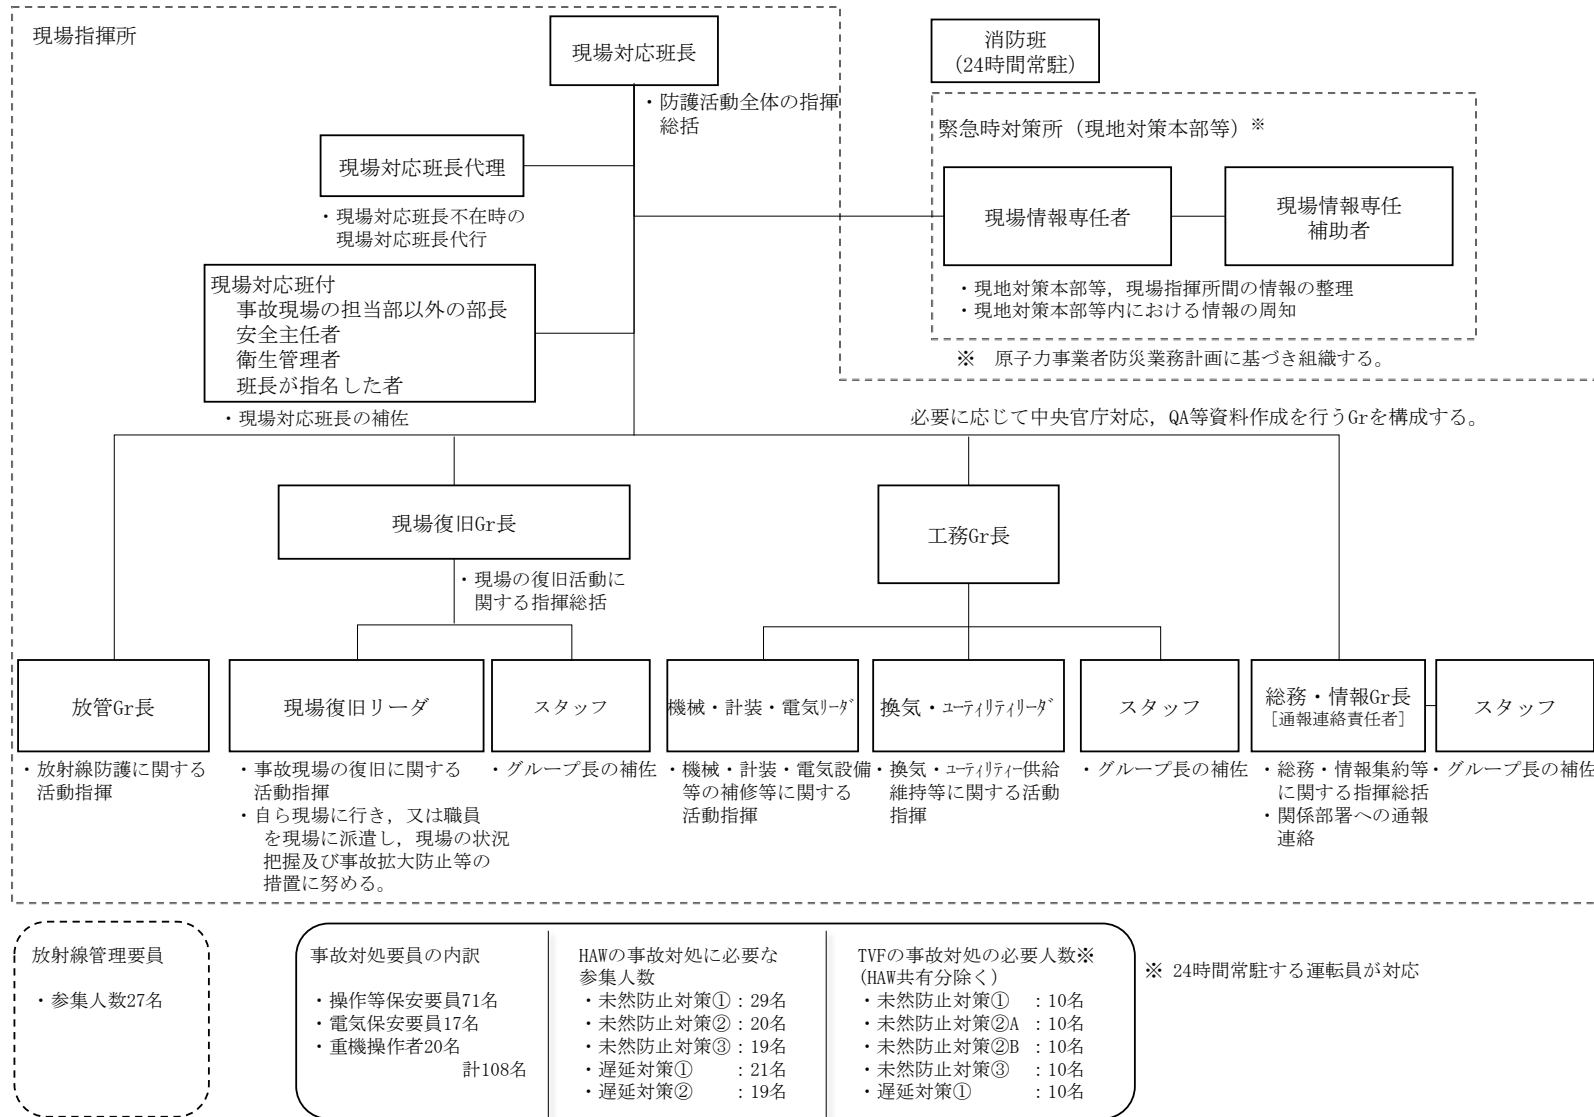 現場指揮所
現場対応班長
・防護活動全体の指揮
総括
消防班
(24時間常駐)
現場対応班長代理
・現場対応班長不在時の
現場対応班長代行
緊急時対策所（現地対策本部等）※
現場情報専任者
現場情報専任
補助者
・現地対策本部等，現場指揮所間の情報の整理
・現地対策本部等内における情報の周知
※ 原子力事業者防災業務計画に基づき組織する。
現場対応班付
事故現場の担当部以外の部長
安全主任者
衛生管理者
班長が指名した者
・現場対応班長の補佐
必要に応じて中央官庁対応，QA等資料作成を行うGrを構成する。
現場復旧Gr長
・現場の復旧活動に
関する指揮総括
工務Gr長
放管Gr長
・放射線防護に関する
活動指揮
現場復旧リーダ
・事故現場の復旧に関する
活動指揮
・自ら現場に行き，又は職員
を現場に派遣し，現場の状況
把握及び事故拡大防止等の
措置に努める。
スタッフ
・グループ長の補佐
機械・計装・電気ﾘｰﾀﾞ
・機械・計装・電気設備
等の補修等に関する
活動指揮
換気・ﾕｰﾃｨﾘﾃｨﾘｰﾀﾞ
・換気・ﾕｰﾃｨﾘﾃｨｰ供給
維持等に関する活動
指揮
スタッフ
・グループ長の補佐
総務・情報Gr長
[通報連絡責任者]
・総務・情報集約等
に関する指揮総括
・関係部署への通報
連絡
スタッフ
・グループ長の補佐
放射線管理要員
・参集人数27名
事故対処要員の内訳
・操作等保安要員71名
・電気保安要員17名
・重機操作者20名
計108名
HAWの事故対処に必要な
参集人数
・未然防止対策①：29名
・未然防止対策②：20名
・未然防止対策③：19名
・遅延対策① ：21名
・遅延対策② ：19名
TVFの事故対処の必要人数※
(HAW共有分除く)
・未然防止対策① ：10名
・未然防止対策②A ：10名
・未然防止対策②B ：10名
・未然防止対策③ ：10名
・遅延対策① ：10名
※ 24時間常駐する運転員が対応